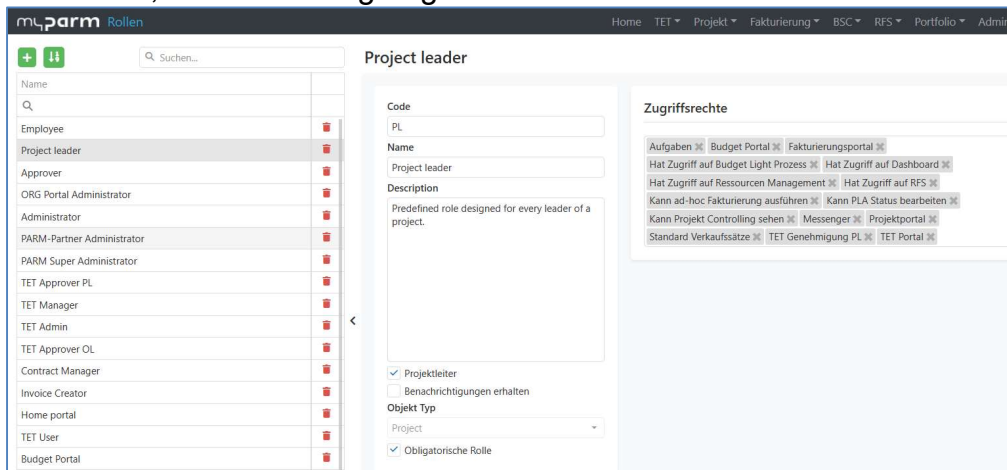 myparm Rollen
Home TET Projekt Fakturierung BSC RFS Portfolio Admin
Suchen...
Name
Employee
Project leader
Approver
ORG Portal Administrator
Administrator
PARM-Partner Administrator
PARM Super Administrator
TET Approver PL
TET Manager
TET Admin
TET Approver OL
Contract Manager
Invoice Creator
Home portal
TET User
Budget Portal
Project leader
Code
PL
Name
Project leader
Description
Predefined role designed for every leader of a
project.
Projektleiter
Benachrichtigungen erhalten
Objekt Typ
Project
Obligatorische Rolle
Zugriffsrechte
Aufgaben Budget Portal Fakturierungsportal
Hat Zugriff auf Budget Light Prozess Hat Zugriff auf Dashboard
Hat Zugriff auf Ressourcen Management Hat Zugriff auf RFS
Kann ad-hoc Fakturierung ausführen Kann PLA Status bearbeiten
Kann Projekt Controlling sehen Messenger Projektportal
Standard Verkaufssätze TET Genehmigung PL TET Portal